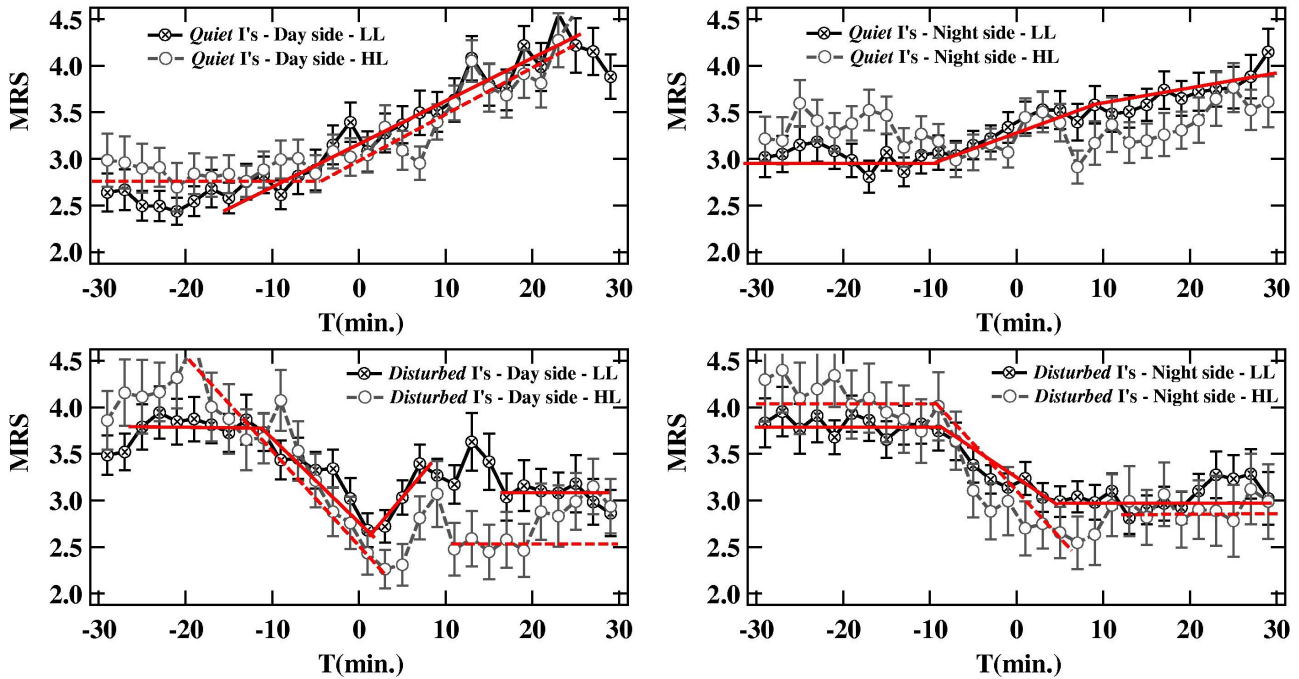 4.5
4.0
3.5
3.0
2.5
2.0
MRS
Quiet I's - Day side - LL
Quiet I's - Day side - HL
-30 -20 -10 0 10 20 30
T(min.)
4.5
4.0
3.5
3.0
2.5
2.0
MRS
Quiet I's - Night side - LL
Quiet I's - Night side - HL
-30 -20 -10 0 10 20 30
T(min.)
4.5
4.0
3.5
3.0
2.5
2.0
MRS
Disturbed I's - Day side - LL
Disturbed I's - Day side - HL
-30 -20 -10 0 10 20 30
T(min.)
4.5
4.0
3.5
3.0
2.5
2.0
MRS
Disturbed I's - Night side - LL
Disturbed I's - Night side - HL
-30 -20 -10 0 10 20 30
T(min.)